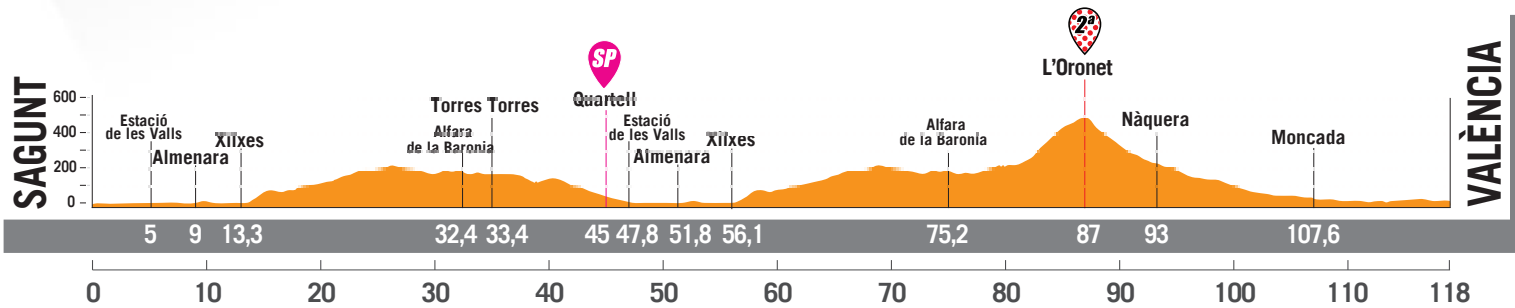 SAGUNT
600
400
200
0
Estació
de les Valls
Almenara
Xilxes
Torres Torres
Alfara
de la Baronia
SP
Quartell
Estació
de les Valls
Almenara
Xilxes
Alfara
de la Baronia
2ª
L'Oronet
Nàquera
Moncada
VALÈNCIA
5 9 13,3 32,4 33,4 45 47,8 51,8 56,1 75,2 87 93 107,6
0 10 20 30 40 50 60 70 80 90 100 110 118